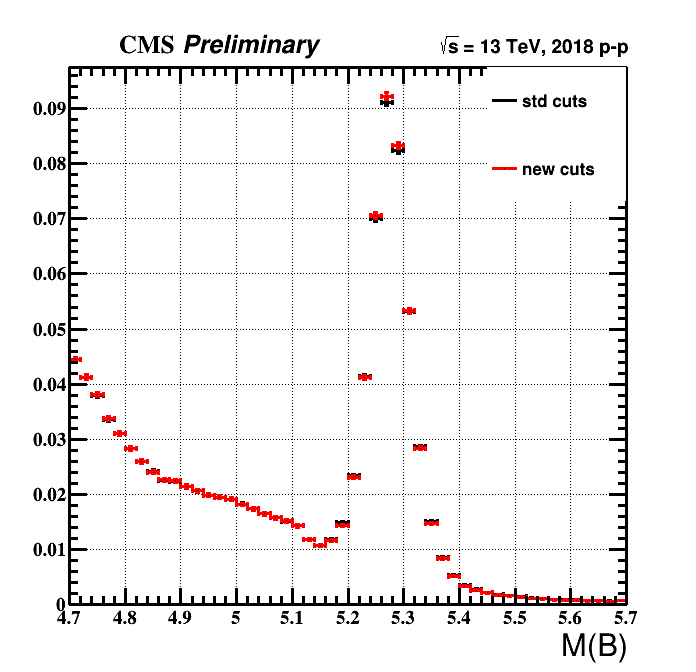 CMS Preliminary
√s = 13 TeV, 2018 p-p
std cuts
new cuts
0.09
0.08
0.07
0.06
0.05
0.04
0.03
0.02
0.01
0
4.7 4.8 4.9 5 5.1 5.2 5.3 5.4 5.5 5.6 5.7
M(B)